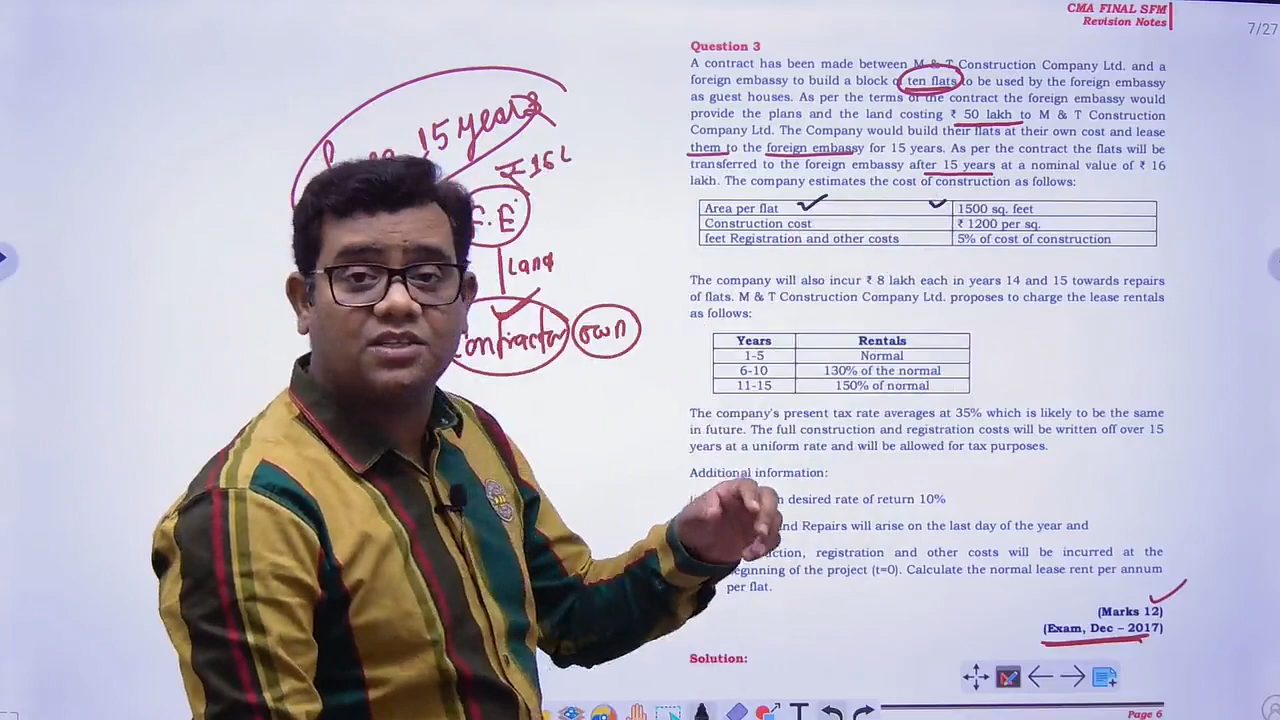 CMA FINAL SFM
Revision Notes
7/27
Question 3
A contract has been made between M & T Construction Company Ltd. and a
foreign embassy to build a block of ten flats to be used by the foreign embassy
as guest houses. As per the terms of the contract the foreign embassy would
provide the plans and the land costing ₹ 50 lakh to M & T Construction
Company Ltd. The Company would build their flats at their own cost and lease
them to the foreign embassy for 15 years. As per the contract the flats will be
transferred to the foreign embassy after 15 years at a nominal value of ₹ 16
lakh. The company estimates the cost of construction as follows:
Area per flat 1500 sq. feet
Construction cost ₹ 1200 per sq.
feet Registration and other costs 5% of cost of construction
The company will also incur ₹ 8 lakh each in years 14 and 15 towards repairs
of flats. M & T Construction Company Ltd. proposes to charge the lease rentals
as follows:
Years Rentals
1-5 Normal
6-10 130% of the normal
11-15 150% of normal
The company's present tax rate averages at 35% which is likely to be the same
in future. The full construction and registration costs will be written off over 15
years at a uniform rate and will be allowed for tax purposes.
Additional information:
desired rate of return 10%
nd Repairs will arise on the last day of the year and
ction, registration and other costs will be incurred at the
eginning of the project (t=0). Calculate the normal lease rent per annum
per flat.
(Marks 12)
(Exam, Dec – 2017)
Solution:
Page 6
15 years
16L
F.E
Land
Contractor own